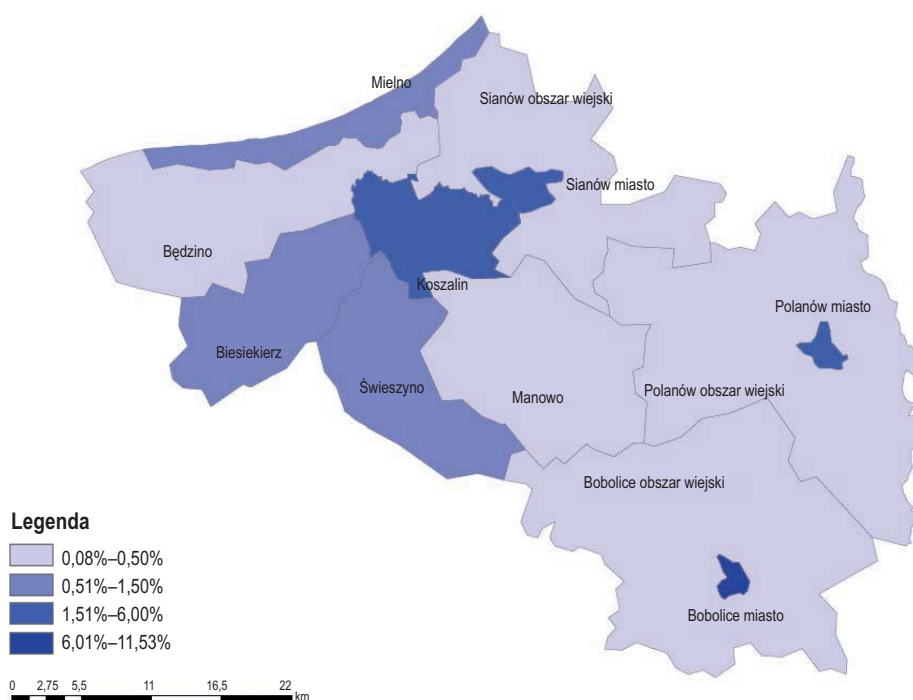 Mielno
Sianów obszar wiejski
Sianów miasto
Będzino
Koszalin
Polanów miasto
Biesiekierz
Świeszyno
Manowo
Polanów obszar wiejski
Bobolice obszar wiejski
Bobolice miasto
Legenda
0,08%–0,50%
0,51%–1,50%
1,51%–6,00%
6,01%–11,53%
0 2,75 5,5 11 16,5 22
km